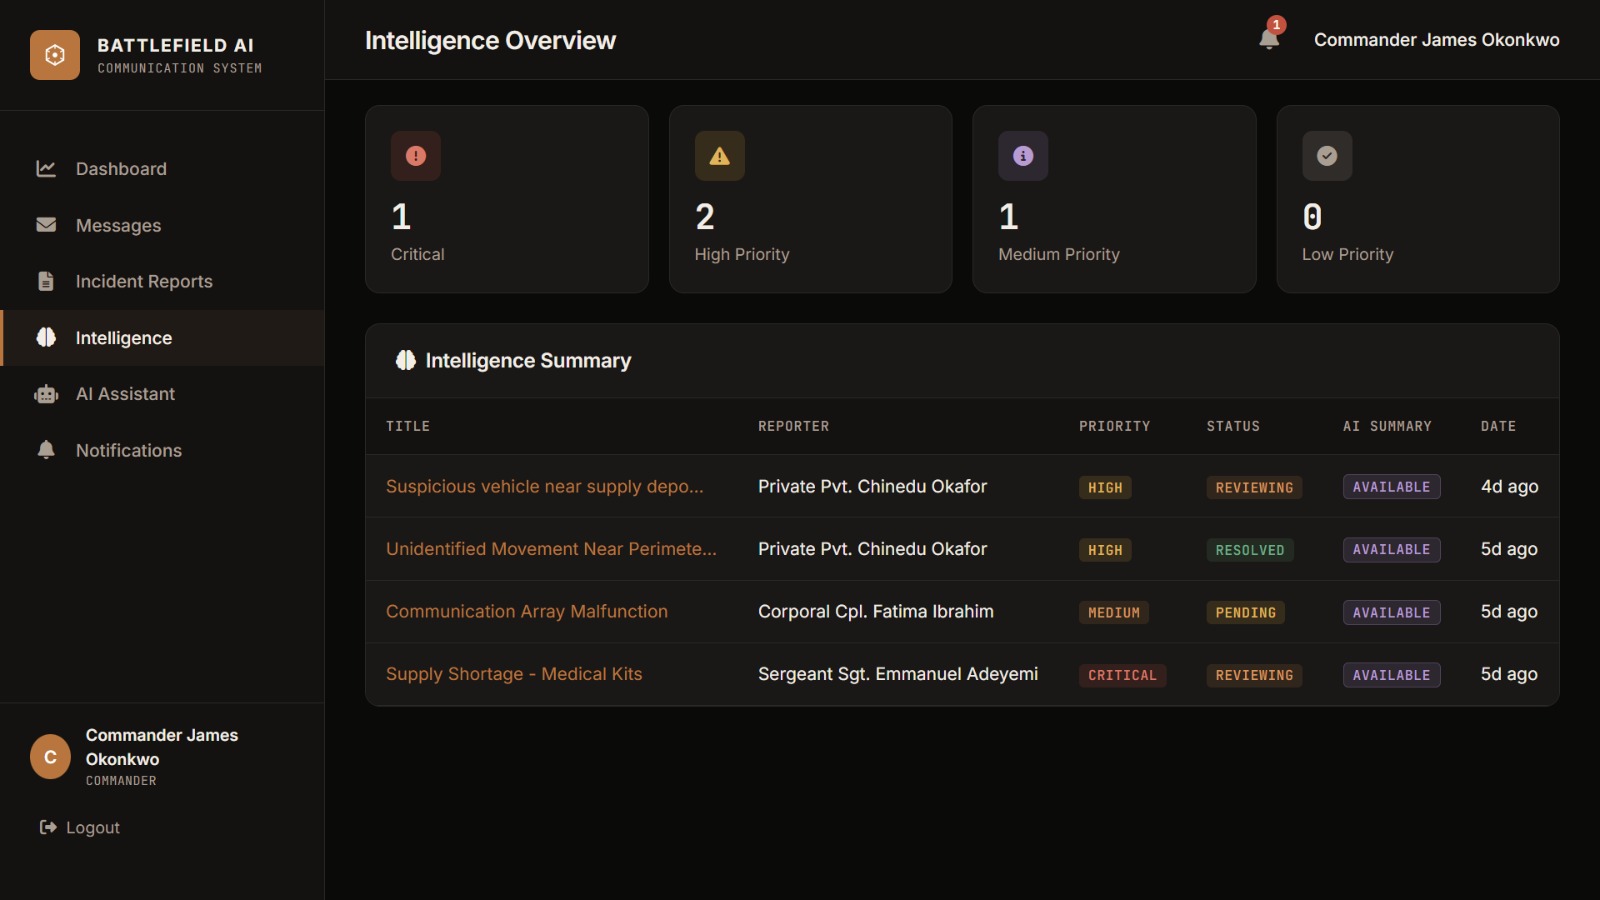 BATTLEFIELD AI
COMMUNICATION SYSTEM
Dashboard
Messages
Incident Reports
Intelligence
AI Assistant
Notifications
Commander James
Okonkwo
COMMANDER
C
Logout
Intelligence Overview
1
Commander James Okonkwo
1
Critical
2
High Priority
1
Medium Priority
0
Low Priority
Intelligence Summary
TITLE REPORTER PRIORITY STATUS AI SUMMARY DATE
Suspicious vehicle near supply depo... Private Pvt. Chinedu Okafor HIGH REVIEWING AVAILABLE 4d ago
Unidentified Movement Near Perimete... Private Pvt. Chinedu Okafor HIGH RESOLVED AVAILABLE 5d ago
Communication Array Malfunction Corporal Cpl. Fatima Ibrahim MEDIUM PENDING AVAILABLE 5d ago
Supply Shortage - Medical Kits Sergeant Sgt. Emmanuel Adeyemi CRITICAL REVIEWING AVAILABLE 5d ago